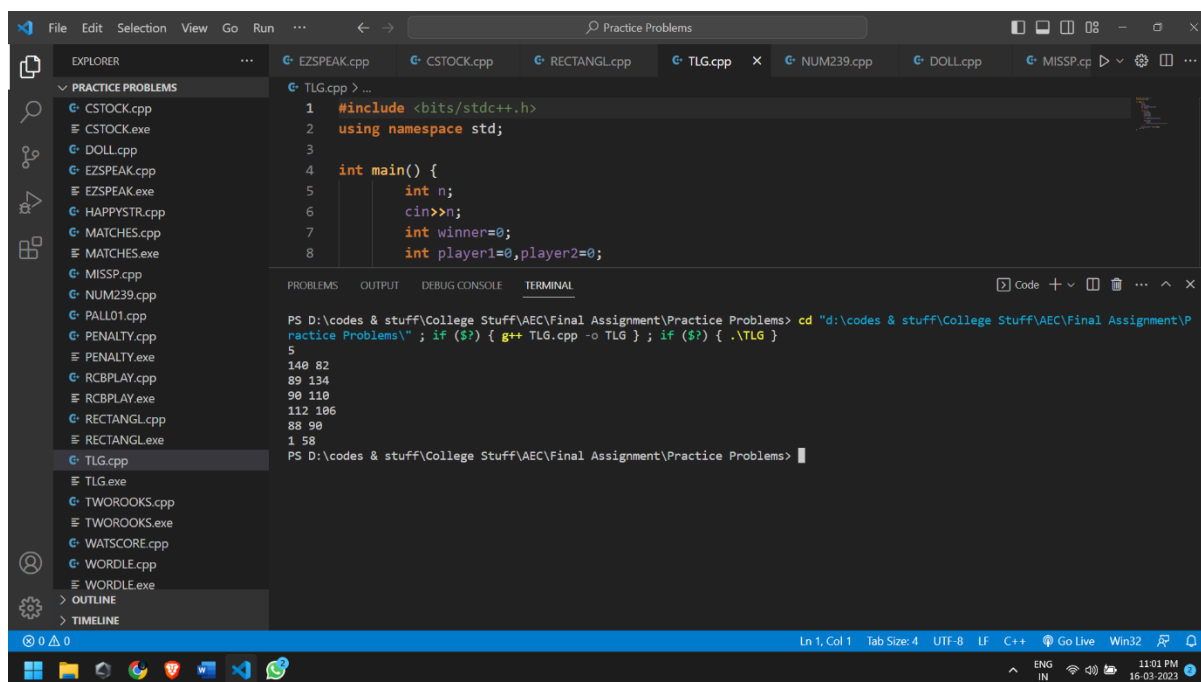 File Edit Selection View Go Run ··· Practice Problems
EXPLORER ···
PRACTICE PROBLEMS
CSTOCK.cpp
CSTOCK.exe
DOLL.cpp
EZSPEAK.cpp
EZSPEAK.exe
HAPPYSTR.cpp
MATCHES.cpp
MATCHES.exe
MISSP.cpp
NUM239.cpp
PALL01.cpp
PENALTY.cpp
PENALTY.exe
RCBPLAY.cpp
RCBPLAY.exe
RECTANGL.cpp
RECTANGL.exe
TLG.cpp
TLG.exe
TWOROOKS.cpp
TWOROOKS.exe
WATSCORE.cpp
WORDLE.cpp
WORDLE.exe
OUTLINE
TIMELINE
EZSPEAK.cpp CSTOCK.cpp RECTANGL.cpp TLG.cpp NUM239.cpp DOLL.cpp MISSP.cp
TLG.cpp > ...
1 #include <bits/stdc++.h>
2 using namespace std;
3
4 int main() {
5 int n;
6 cin>>n;
7 int winner=0;
8 int player1=0,player2=0;
PROBLEMS OUTPUT DEBUG CONSOLE TERMINAL Code
PS D:\codes & stuff\College Stuff\AEC\Final Assignment\Practice Problems> cd "d:\codes & stuff\College Stuff\AEC\Final Assignment\P
ractice Problems\" ; if ($?) { g++ TLG.cpp -o TLG } ; if ($?) { .\TLG }
5
140 82
89 134
90 110
112 106
88 90
1 58
PS D:\codes & stuff\College Stuff\AEC\Final Assignment\Practice Problems>
0 0 Ln 1, Col 1 Tab Size: 4 UTF-8 LF C++ Go Live Win32
ENG 11:01 PM
IN 16-03-2023 2
2